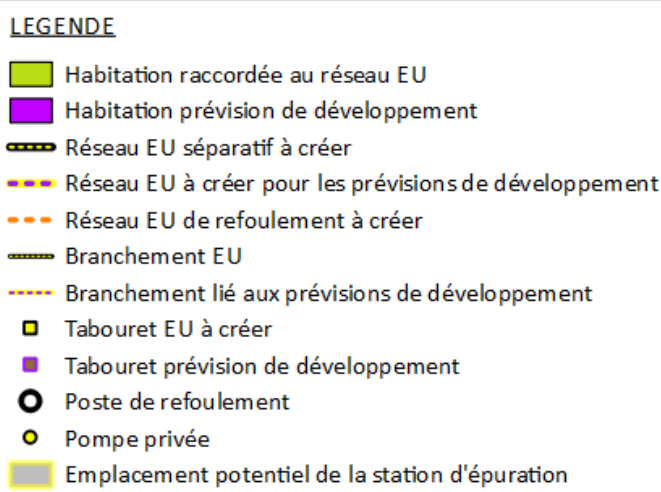 LEGENDE
Habitation raccordée au réseau EU
Habitation prévision de développement
Réseau EU séparatif à créer
Réseau EU à créer pour les prévisions de développement
Réseau EU de refoulement à créer
Branchement EU
Branchement lié aux prévisions de développement
Tabouret EU à créer
Tabouret prévision de développement
Poste de refoulement
Pompe privée
Emplacement potentiel de la station d'épuration